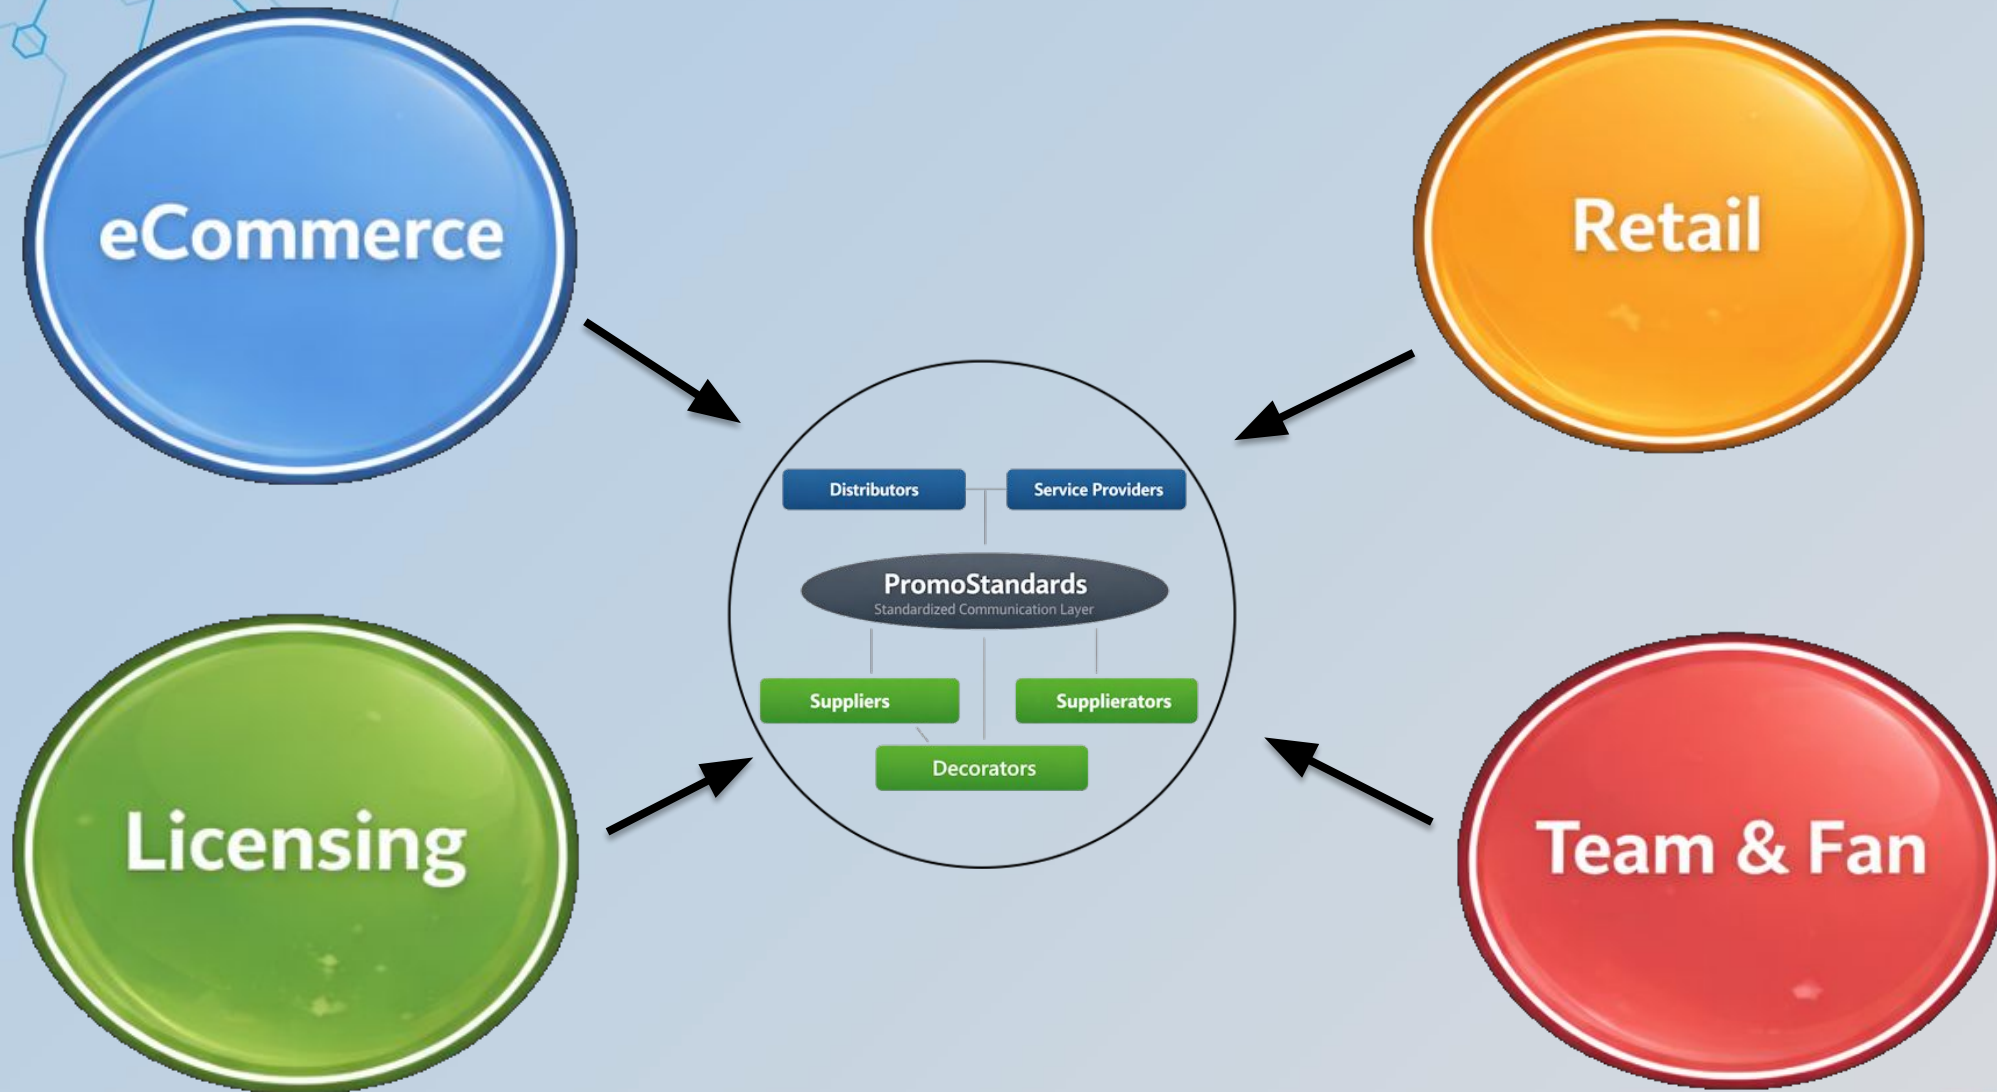 eCommerce
Retail
Distributors
Service Providers
PromoStandards
Standardized Communication Layer
Suppliers
Supplierators
Decorators
Licensing
Team & Fan